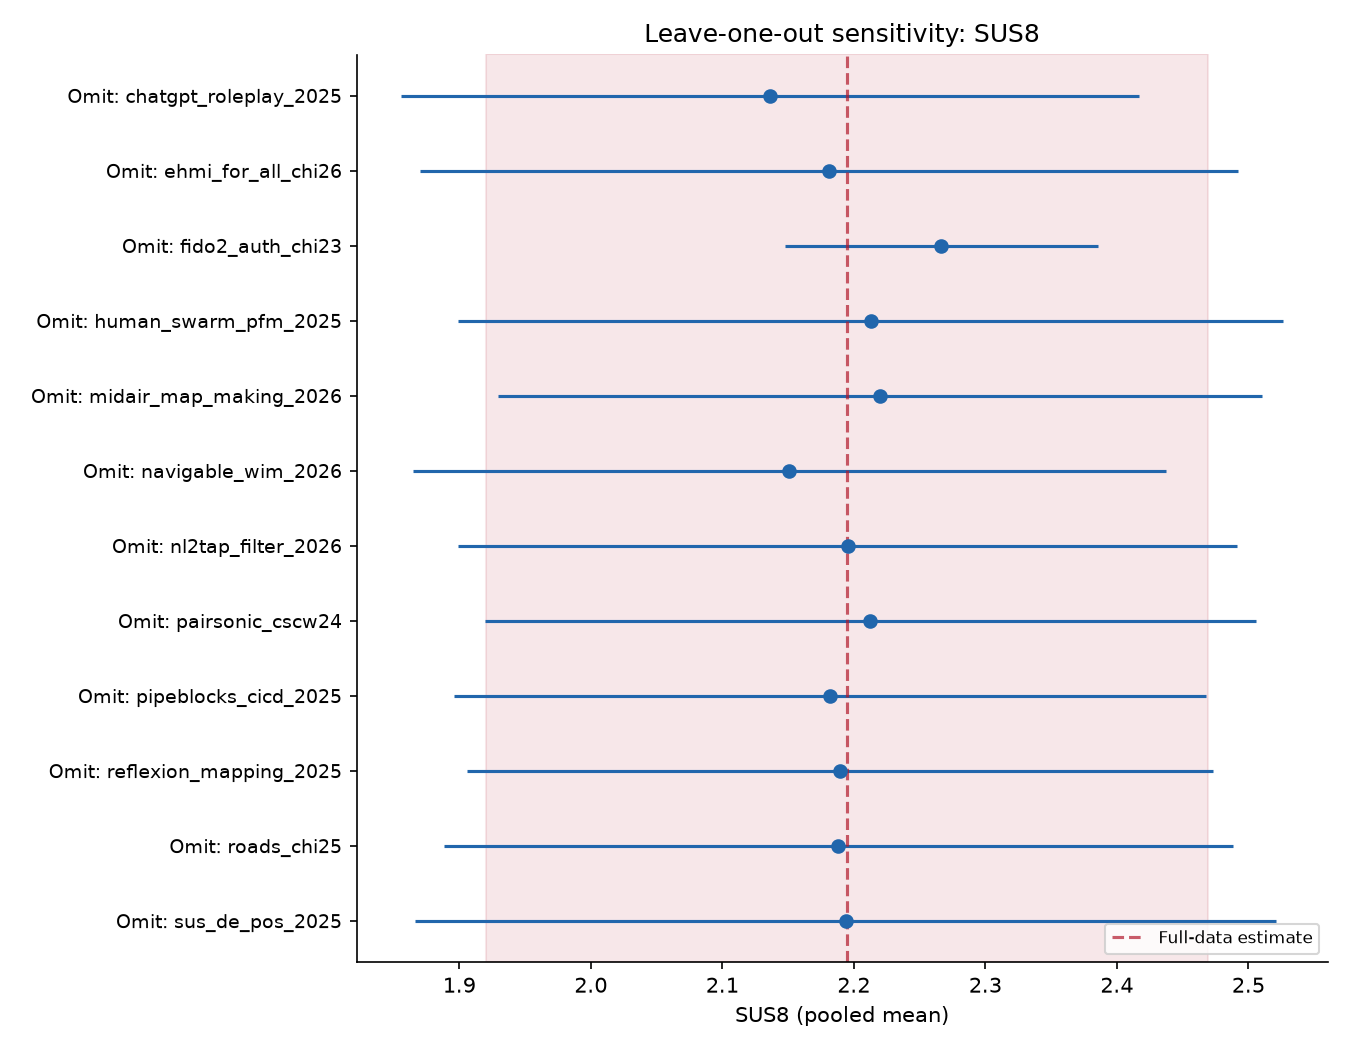 Leave-one-out sensitivity: SUS8
Omit: chatgpt_roleplay_2025
Omit: ehmi_for_all_chi26
Omit: fido2_auth_chi23
Omit: human_swarm_pfm_2025
Omit: midair_map_making_2026
Omit: navigable_wim_2026
Omit: nl2tap_filter_2026
Omit: pairsonic_cscw24
Omit: pipeblocks_cicd_2025
Omit: reflexion_mapping_2025
Omit: roads_chi25
Omit: sus_de_pos_2025
Full-data estimate
1.9 2.0 2.1 2.2 2.3 2.4 2.5
SUS8 (pooled mean)